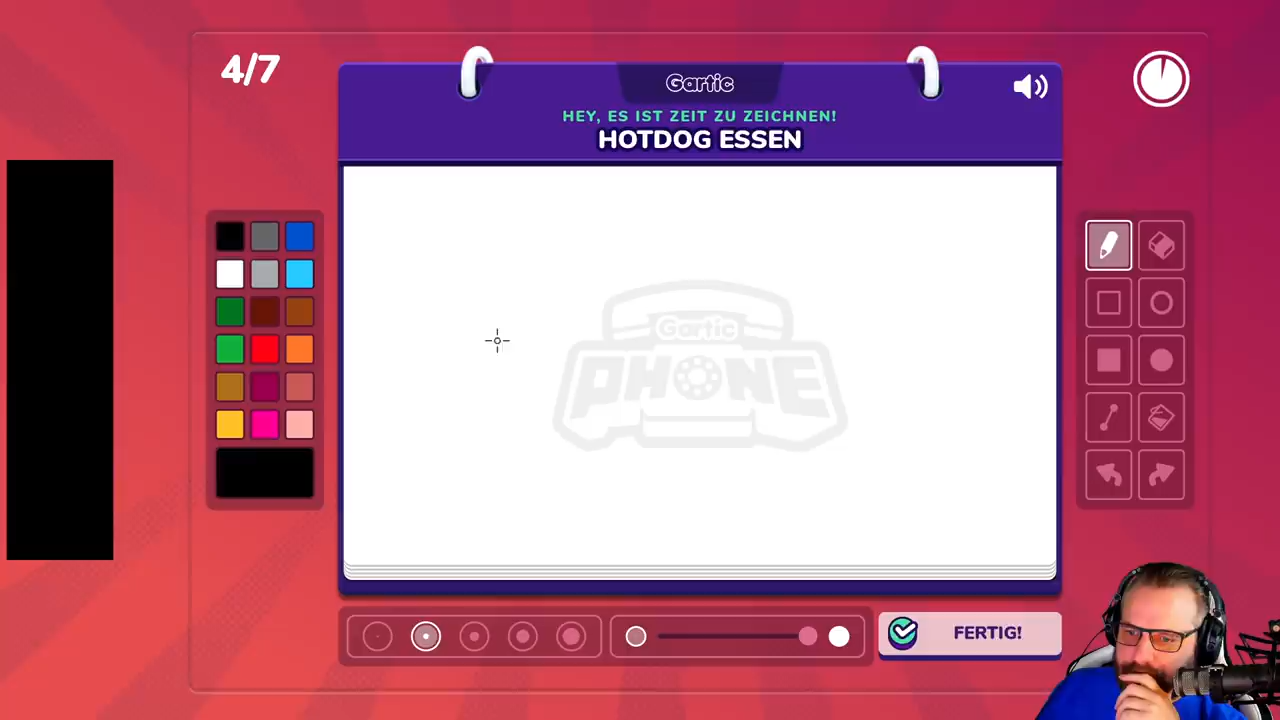 4/7
Gartic
HEY, ES IST ZEIT ZU ZEICHNEN!
HOTDOG ESSEN
Gartic
PHONE
FERTIG!